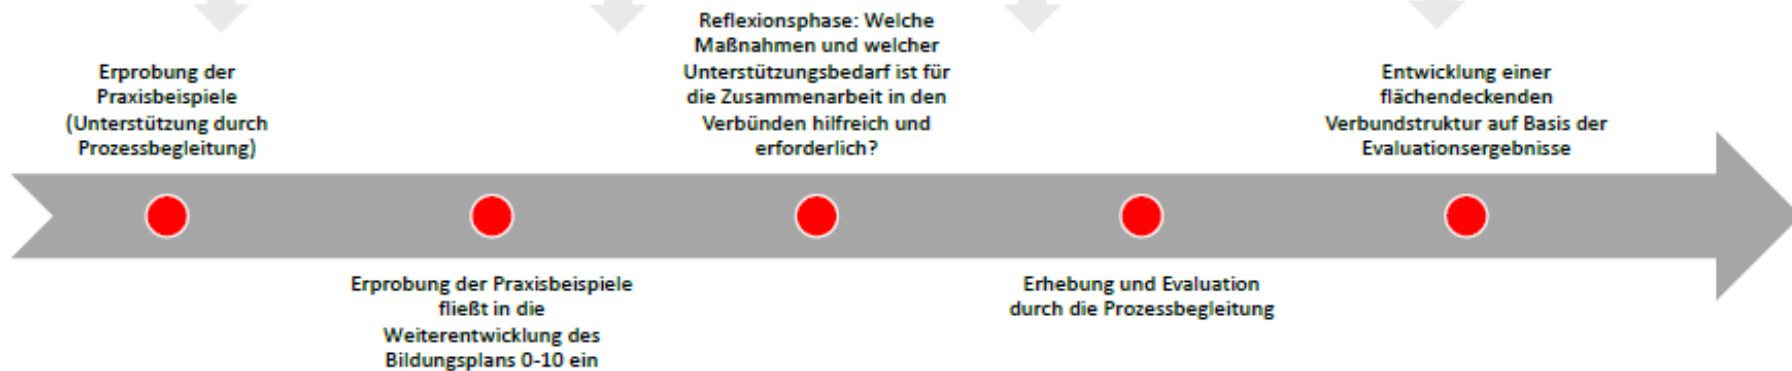 Erprobung der
Praxisbeispiele
(Unterstützung durch
Prozessbegleitung)
Erprobung der Praxisbeispiele
fließt in die
Weiterentwicklung des
Bildungsplans 0-10 ein
Reflexionsphase: Welche
Maßnahmen und welcher
Unterstützungsbedarf ist für
die Zusammenarbeit in den
Verbünden hilfreich und
erforderlich?
Erhebung und Evaluation
durch die Prozessbegleitung
Entwicklung einer
flächendeckenden
Verbundstruktur auf Basis der
Evaluationsergebnisse